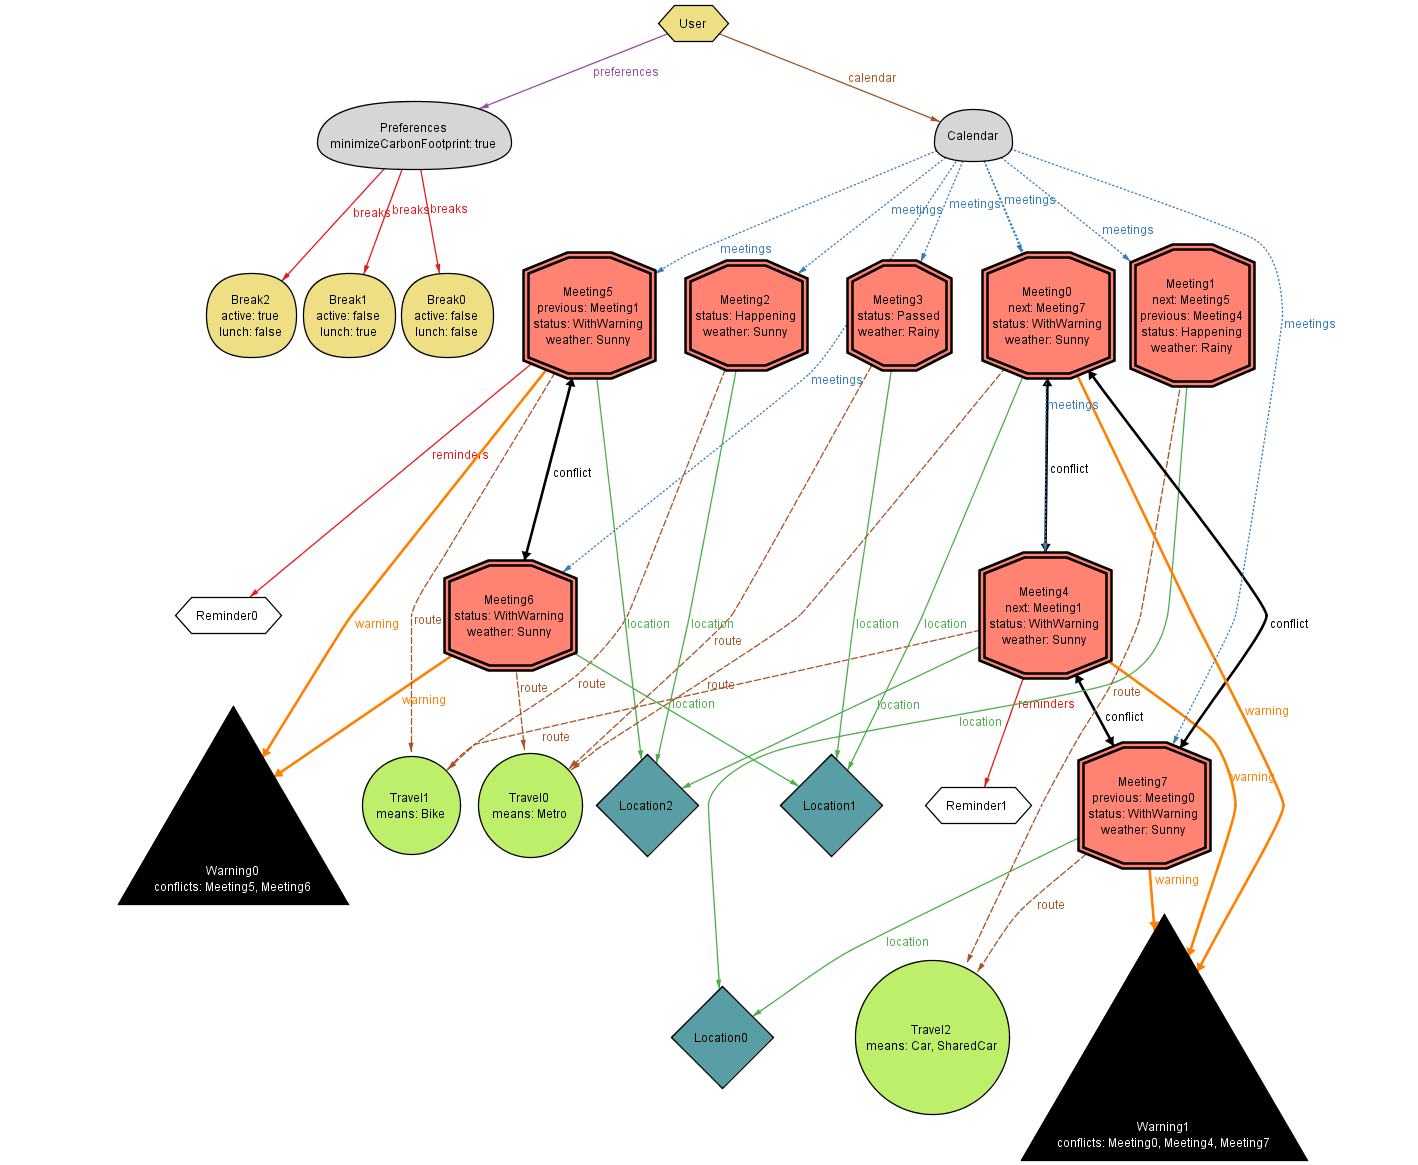 User
preferences
calendar
Preferences
minimizeCarbonFootprint: true
Calendar
breaks
breaks
breaks
meetings
meetings
meetings
meetings
meetings
meetings
meetings
meetings
Break2
active: true
lunch: false
Break1
active: false
lunch: true
Break0
active: false
lunch: false
Meeting5
previous: Meeting1
status: WithWarning
weather: Sunny
Meeting2
status: Happening
weather: Sunny
Meeting3
status: Passed
weather: Rainy
Meeting0
next: Meeting7
status: WithWarning
weather: Sunny
Meeting1
next: Meeting5
previous: Meeting4
status: Happening
weather: Rainy
reminders
conflict
conflict
Reminder0
warning
route
Meeting6
status: WithWarning
weather: Sunny
location
location
route
location
location
Meeting4
next: Meeting1
status: WithWarning
weather: Sunny
conflict
warning
route
route
route
location
route
location
location
reminders
conflict
route
warning
warning
Warning0
conflicts: Meeting5, Meeting6
Travel1
means: Bike
Travel0
means: Metro
Location2
Location1
Reminder1
Meeting7
previous: Meeting0
status: WithWarning
weather: Sunny
warning
route
location
Location0
Travel2
means: Car, SharedCar
Warning1
conflicts: Meeting0, Meeting4, Meeting7